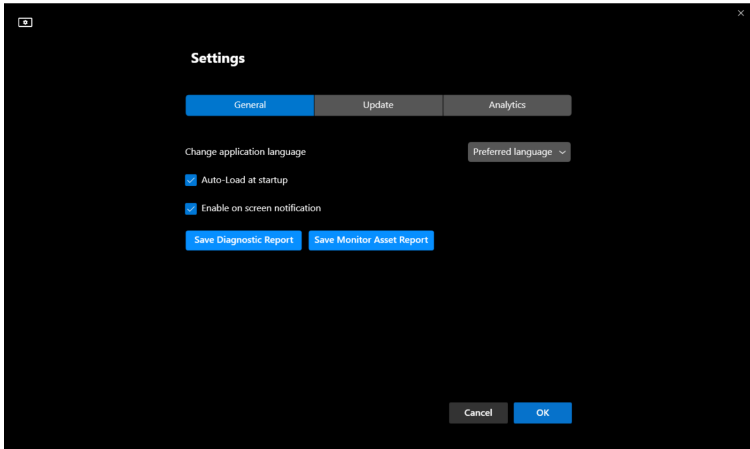 Settings
General Update Analytics
Change application language Preferred language
Auto-Load at startup
Enable on screen notification
Save Diagnostic Report Save Monitor Asset Report
Cancel OK